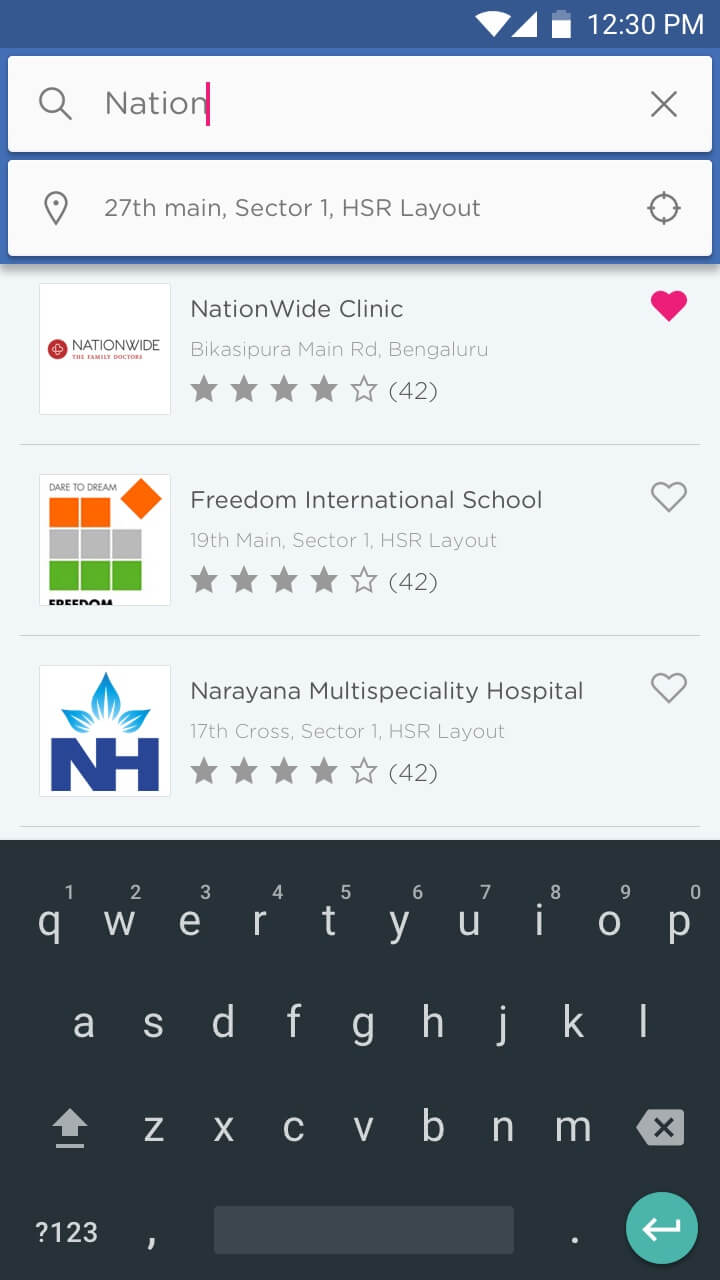 12:30 PM
Nation
27th main, Sector 1, HSR Layout
NATIONWIDE
THE FAMILY DOCTORS
NationWide Clinic
Bikasipura Main Rd, Bengaluru
(42)
DARE TO DREAM
FREEDOM
Freedom International School
19th Main, Sector 1, HSR Layout
(42)
NH
Narayana Multispeciality Hospital
17th Cross, Sector 1, HSR Layout
(42)
1 2 3 4 5 6 7 8 9 0
q w e r t y u i o p
a s d f g h j k l
z x c v b n m
?123 , .